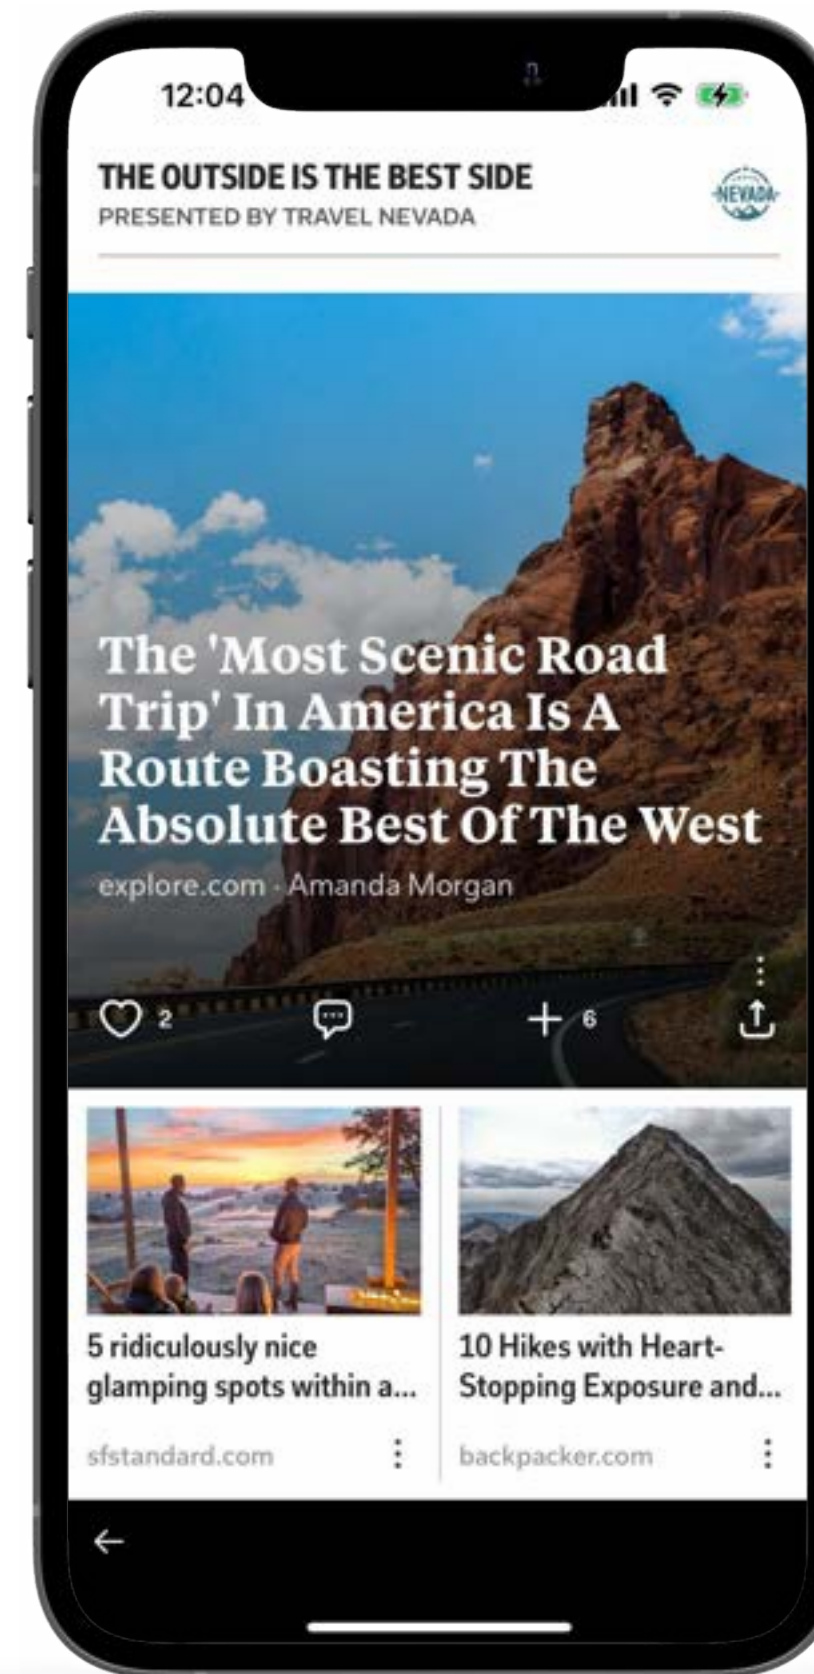 12:04
THE OUTSIDE IS THE BEST SIDE
PRESENTED BY TRAVEL NEVADA
NEVADA
The 'Most Scenic Road
Trip' In America Is A
Route Boasting The
Absolute Best Of The West
explore.com · Amanda Morgan
2
6
5 ridiculously nice
glamping spots within a...
sfstandard.com
10 Hikes with Heart-
Stopping Exposure and...
backpacker.com